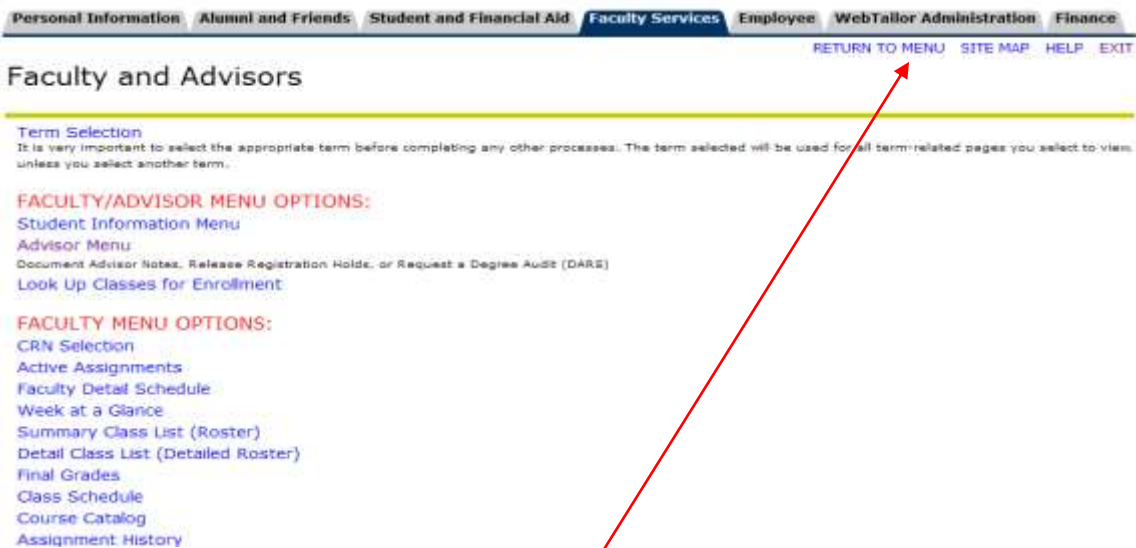 Personal Information Alumni and Friends Student and Financial Aid Faculty Services Employee WebTailor Administration Finance
RETURN TO MENU SITE MAP HELP EXIT
Faculty and Advisors
Term Selection
It is very important to select the appropriate term before completing any other processes. The term selected will be used for all term-related pages you select to view
unless you select another term.
FACULTY/ADVISOR MENU OPTIONS:
Student Information Menu
Advisor Menu
Document Advisor Notes, Release Registration Holds, or Request a Degree Audit (DARS)
Look Up Classes for Enrollment
FACULTY MENU OPTIONS:
CRN Selection
Active Assignments
Faculty Detail Schedule
Week at a Glance
Summary Class List (Roster)
Detail Class List (Detailed Roster)
Final Grades
Class Schedule
Course Catalog
Assignment History